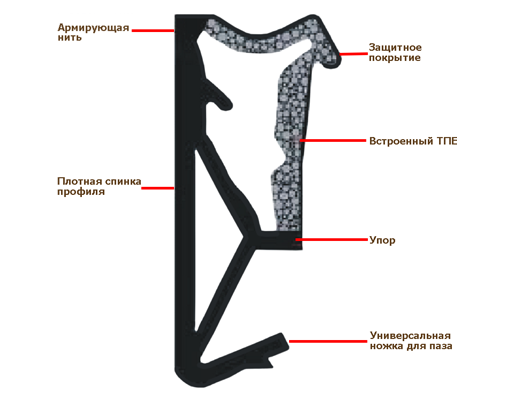 Армирующая
нить
Защитное
покрытие
Встроенный ТПЕ
Плотная спинка
профиля
Упор
Универсальная
ножка для паза